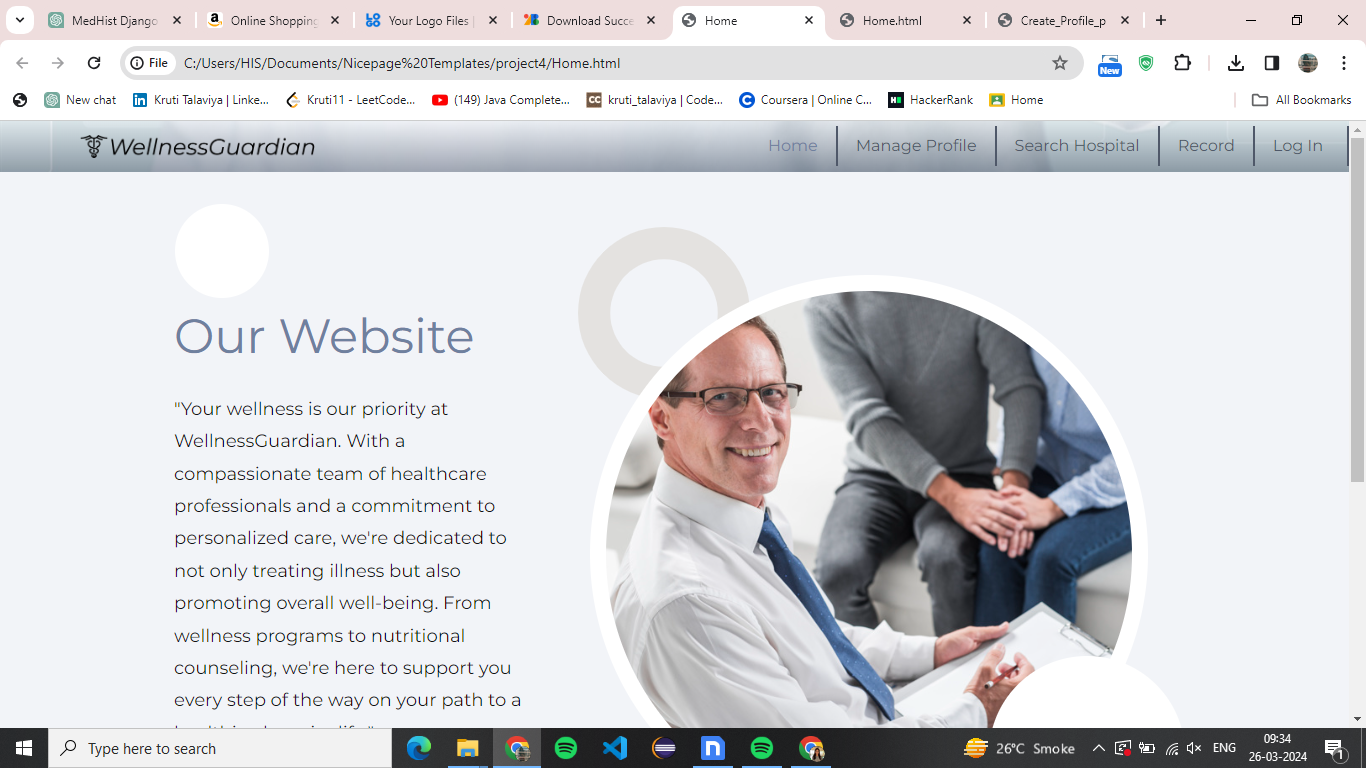 MedHist Django
Online Shopping
Your Logo Files |
Download Succe
Home
Home.html
Create_Profile_p
File
C:/Users/HIS/Documents/Nicepage%20Templates/project4/Home.html
New
New chat
Kruti Talaviya | Linke...
Kruti11 - LeetCode...
(149) Java Complete...
kruti_talaviya | Code...
Coursera | Online C...
HackerRank
Home
All Bookmarks
WellnessGuardian
Home
Manage Profile
Search Hospital
Record
Log In
Our Website
"Your wellness is our priority at
WellnessGuardian. With a
compassionate team of healthcare
professionals and a commitment to
personalized care, we're dedicated to
not only treating illness but also
promoting overall well-being. From
wellness programs to nutritional
counseling, we're here to support you
every step of the way on your path to a
Type here to search
26°C Smoke
ENG
09:34
26-03-2024
1